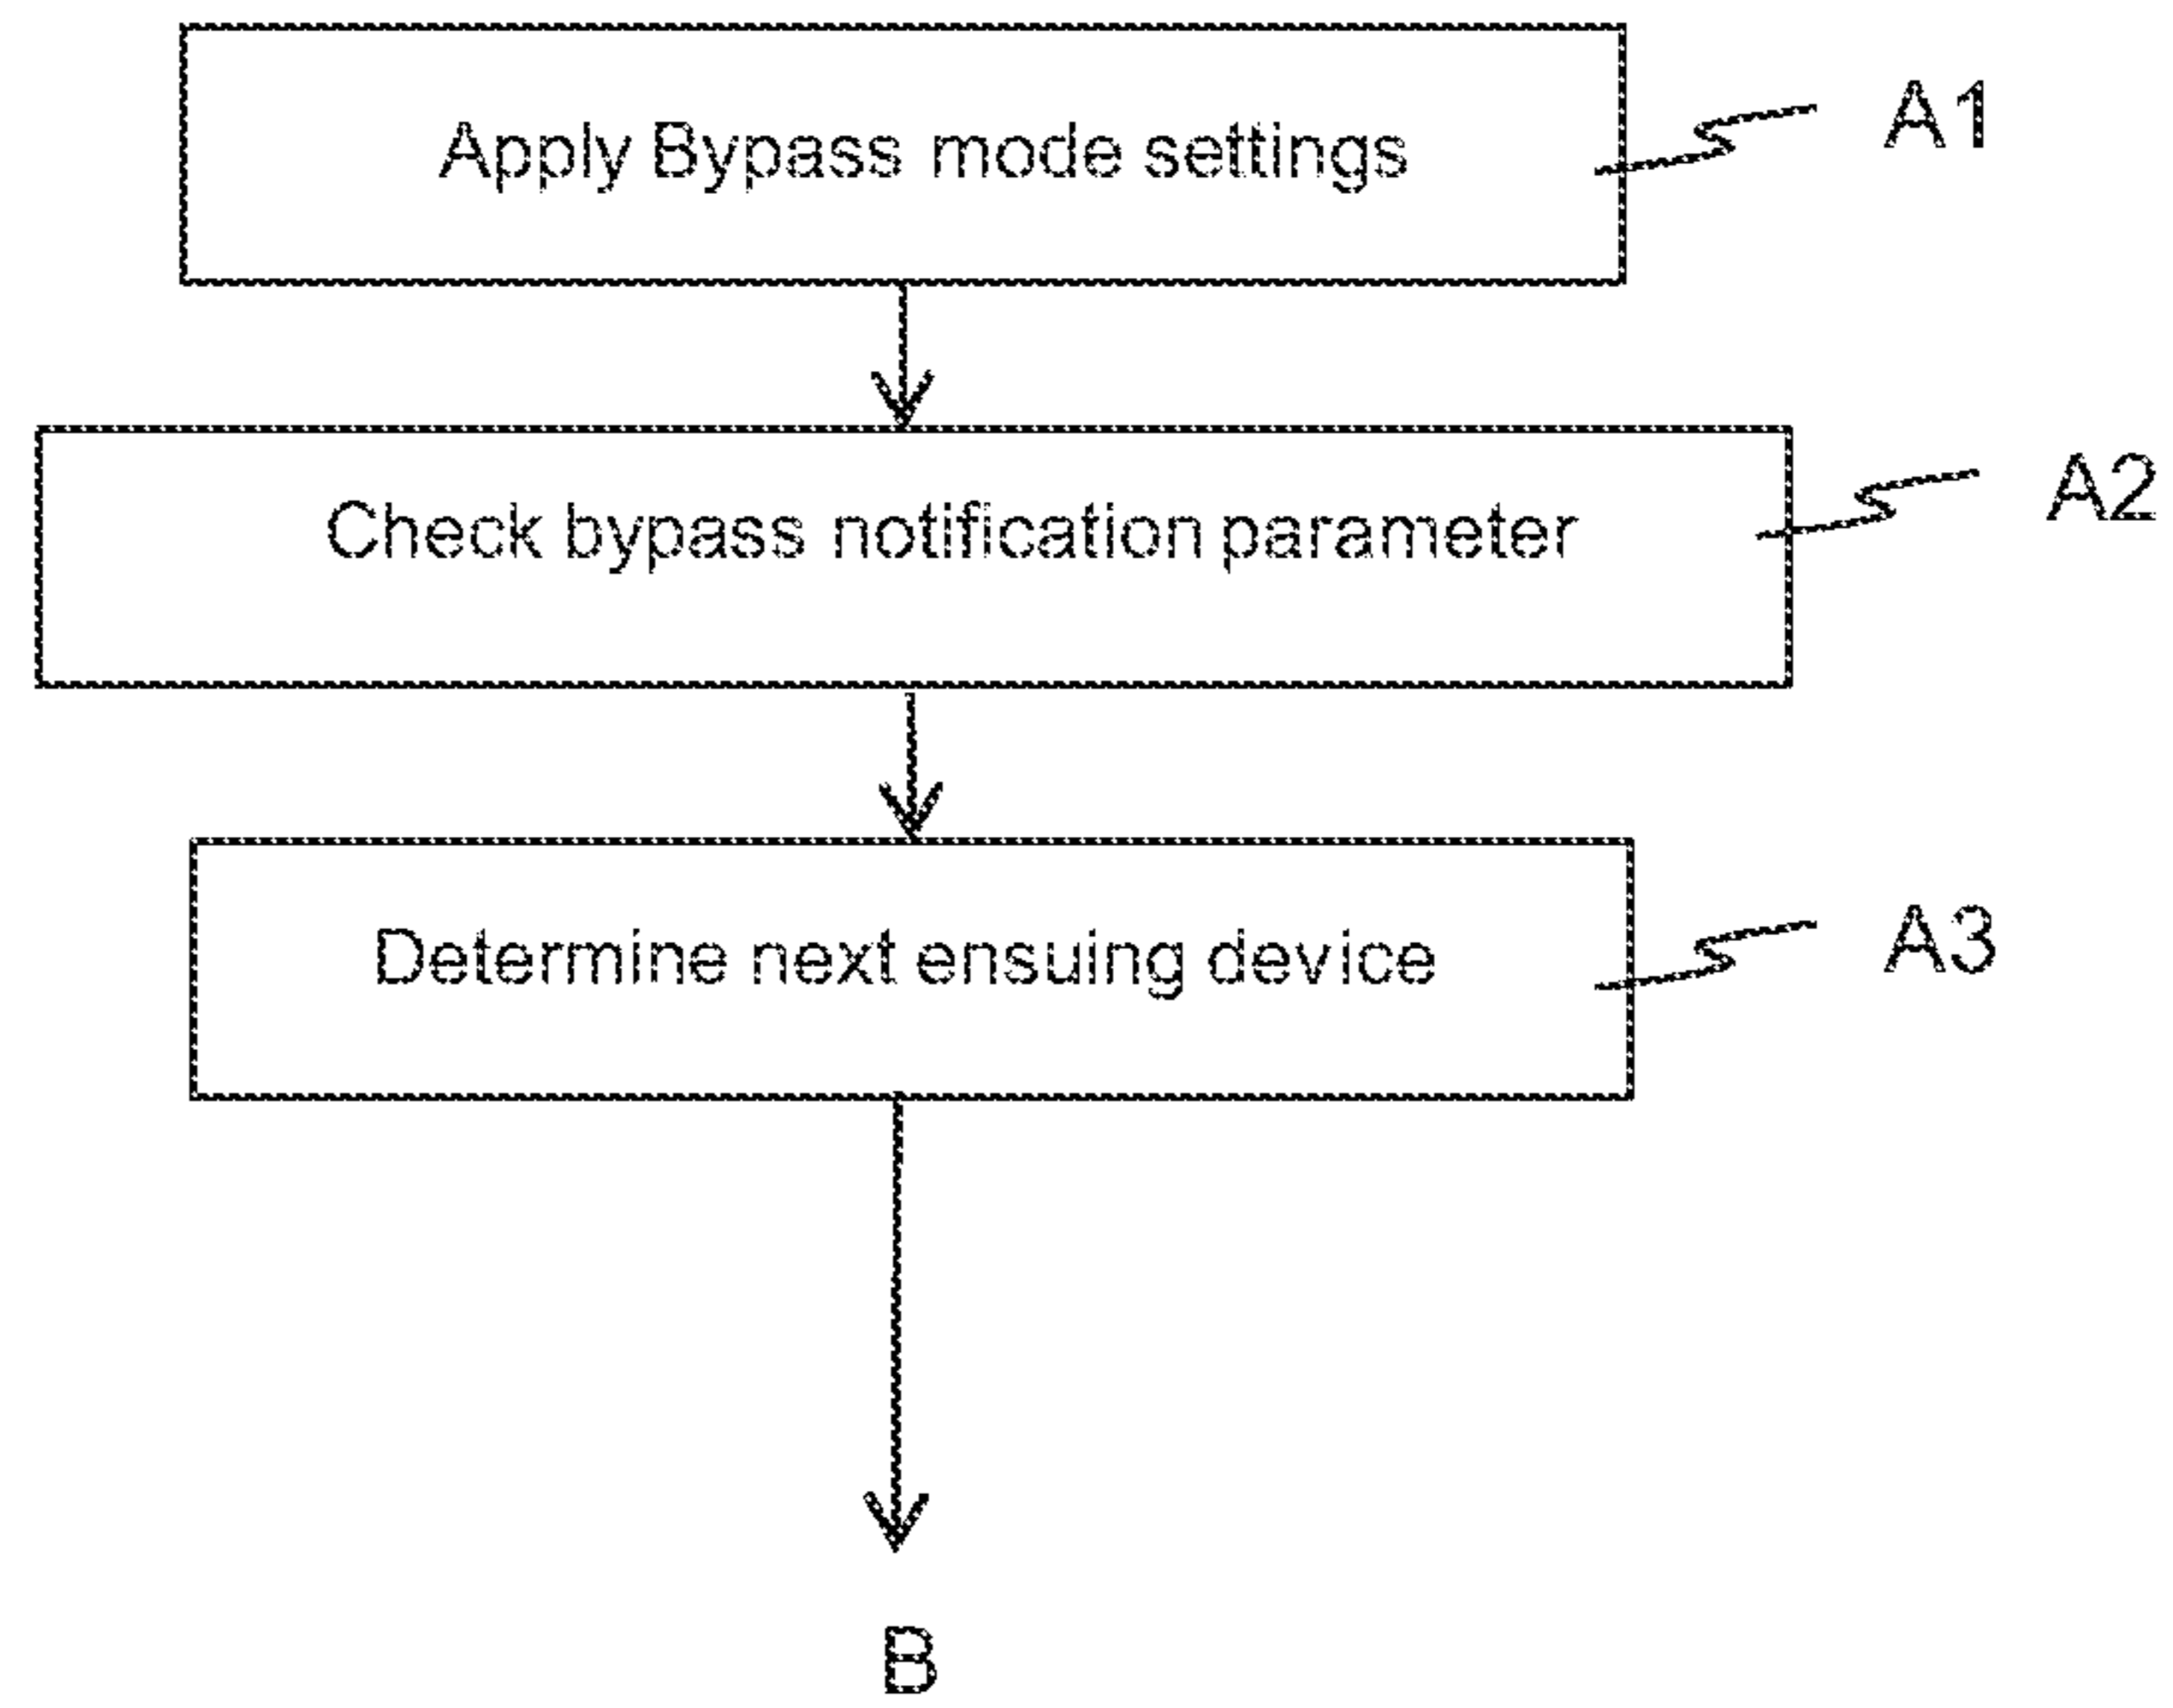 Apply Bypass mode settings
A1
Check bypass notification parameter
A2
Determine next ensuing device
A3
B